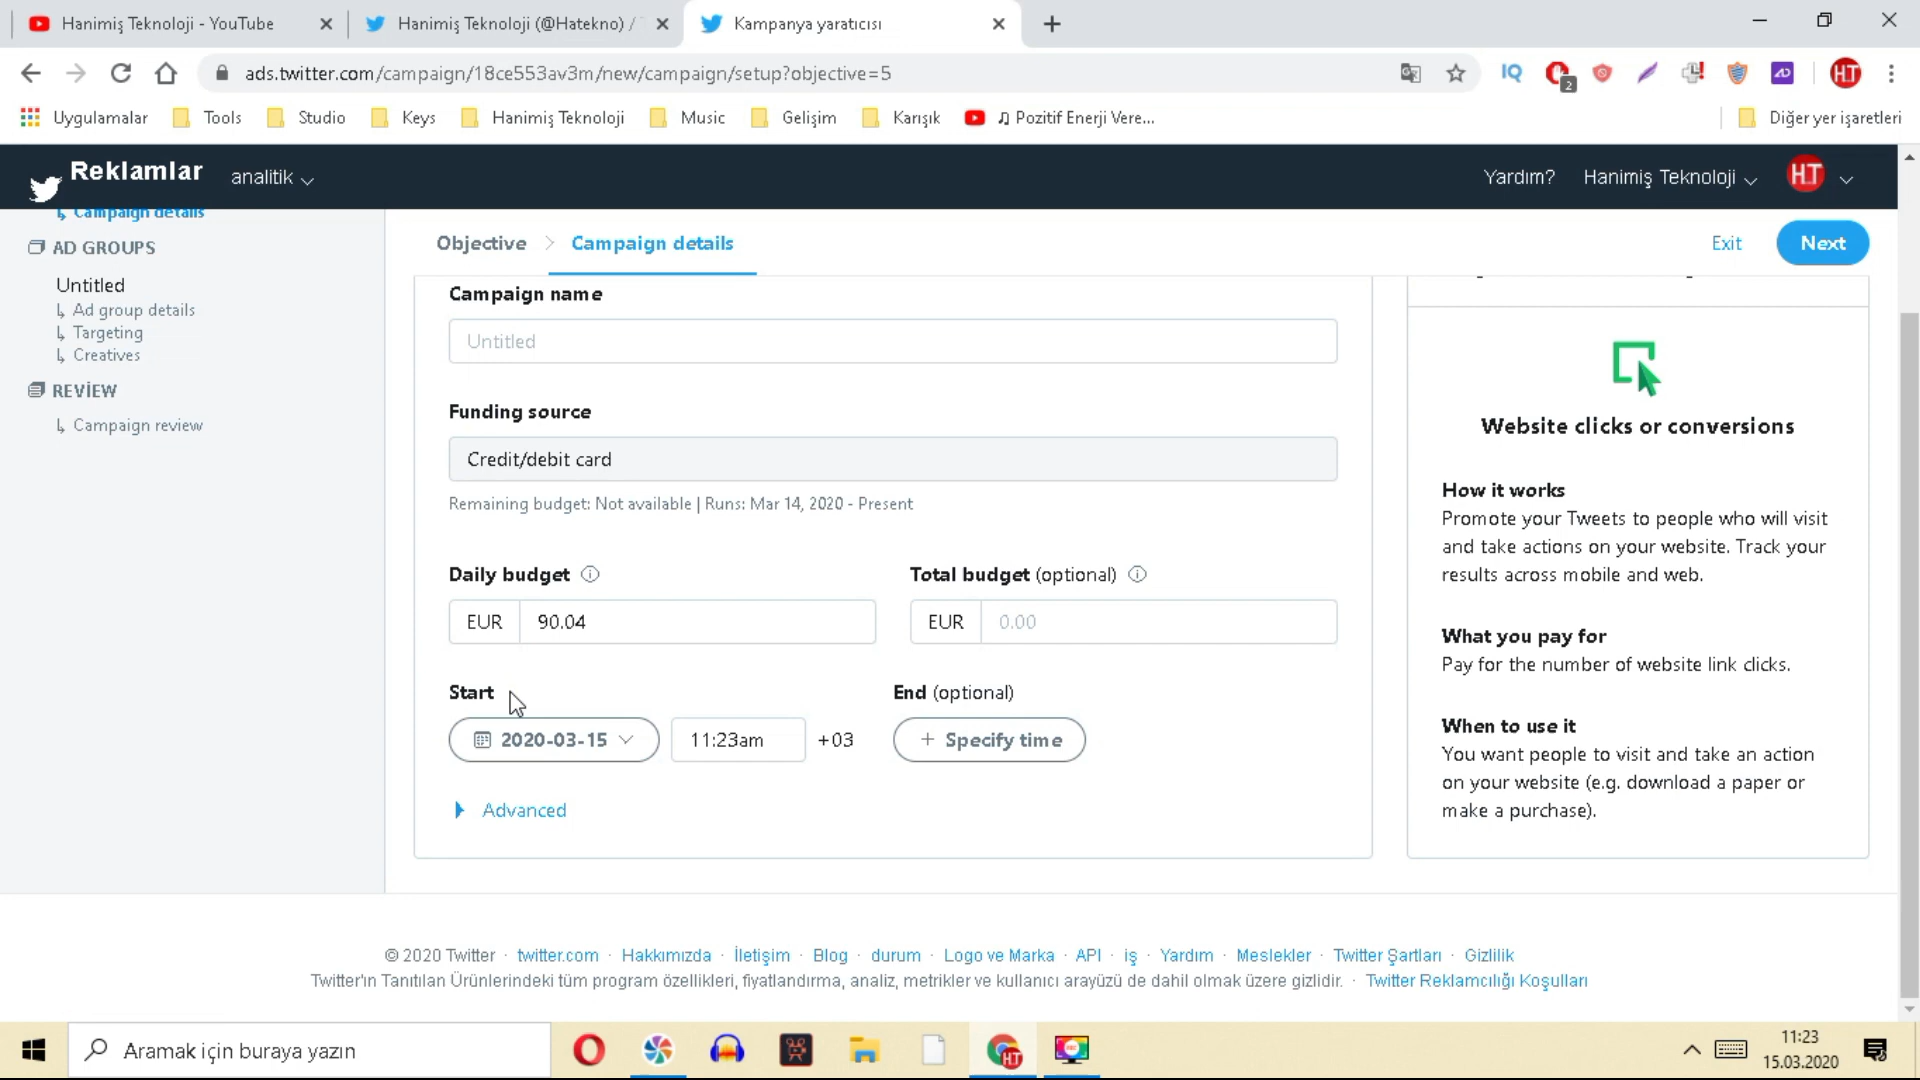 Hanimiş Teknoloji - YouTube
Hanimiş Teknoloji (@Hatekno) /
Kampanya yaratıcısı
ads.twitter.com/campaign/18ce553av3m/new/campaign/setup?objective=5
IQ
2
HT
Uygulamalar
Tools
Studio
Keys
Hanimiş Teknoloji
Music
Gelişim
Karışık
♫ Pozitif Enerji Vere...
Diğer yer işaretleri
Reklamlar
analitik
Yardım?
Hanimiş Teknoloji
HT
Campaign details
AD GROUPS
Untitled
Ad group details
Targeting
Creatives
REVİEW
Campaign review
Objective
Campaign details
Exit
Next
Campaign name
Untitled
Funding source
Credit/debit card
Remaining budget: Not available | Runs: Mar 14, 2020 - Present
Daily budget
Total budget (optional)
EUR 90.04
EUR 0.00
Start
End (optional)
2020-03-15
11:23am
+03
+ Specify time
Advanced
Website clicks or conversions
How it works
Promote your Tweets to people who will visit
and take actions on your website. Track your
results across mobile and web.
What you pay for
Pay for the number of website link clicks.
When to use it
You want people to visit and take an action
on your website (e.g. download a paper or
make a purchase).
© 2020 Twitter · twitter.com · Hakkımızda · İletişim · Blog · durum · Logo ve Marka · API · iş · Yardım · Meslekler · Twitter Şartları · Gizlilik
Twitter'ın Tanıtılan Ürünlerindeki tüm program özellikleri, fiyatlandırma, analiz, metrikler ve kullanıcı arayüzü de dahil olmak üzere gizlidir. · Twitter Reklamcılığı Koşulları
Aramak için buraya yazın
11:23
15.03.2020